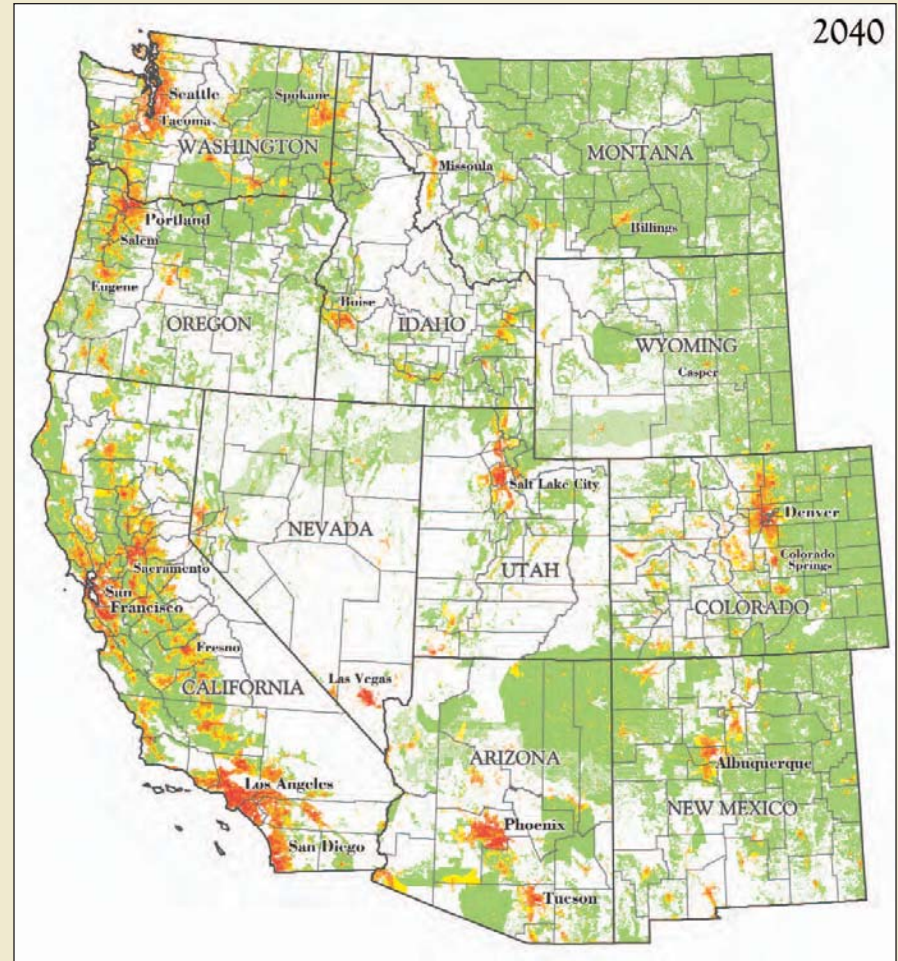 2040
Seattle
Spokane
Tacoma
WASHINGTON
MONTANA
Missoula
Portland
Billings
Salem
Eugene
Boise
OREGON
IDAHO
WYOMING
Casper
Salt Lake City
Denver
NEVADA
Colorado
Springs
Sacramento
UTAH
San
Francisco
COLORADO
Fresno
Las Vegas
CALIFORNIA
ARIZONA
Albuquerque
Los Angeles
NEW MEXICO
Phoenix
San Diego
Tucson